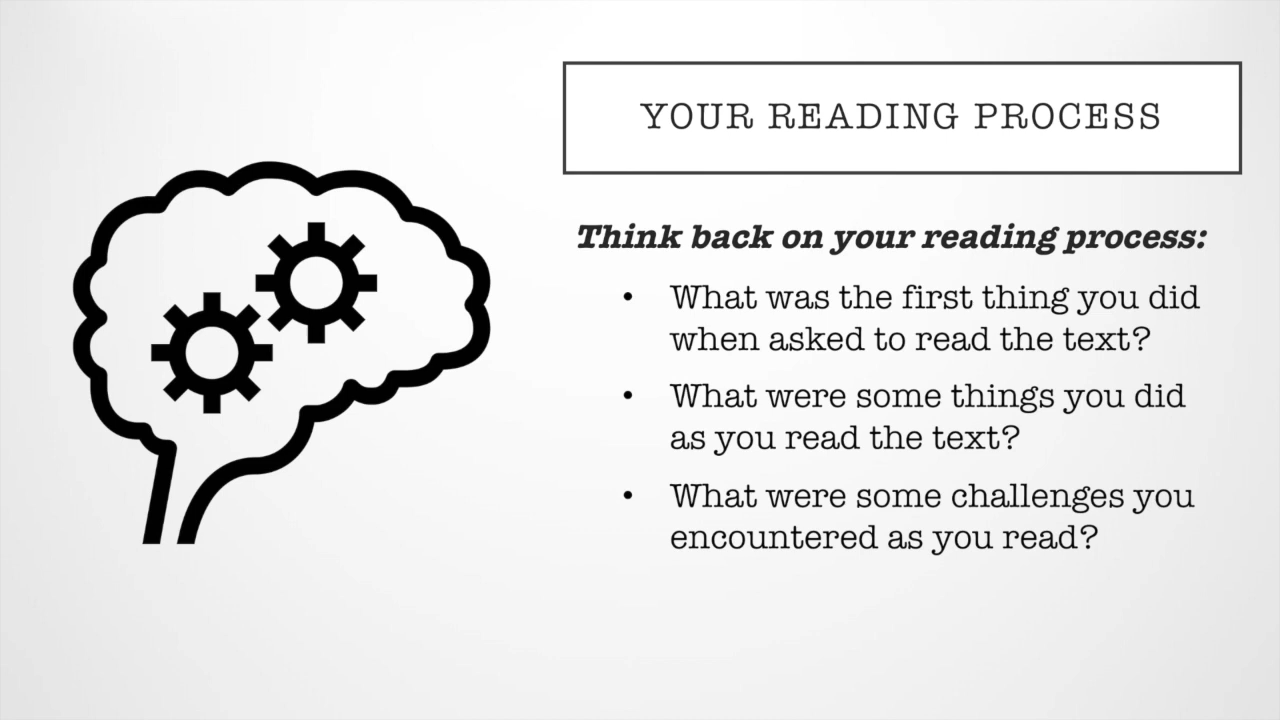 YOUR READING PROCESS
Think back on your reading process:
• What was the first thing you did
when asked to read the text?
• What were some things you did
as you read the text?
• What were some challenges you
encountered as you read?